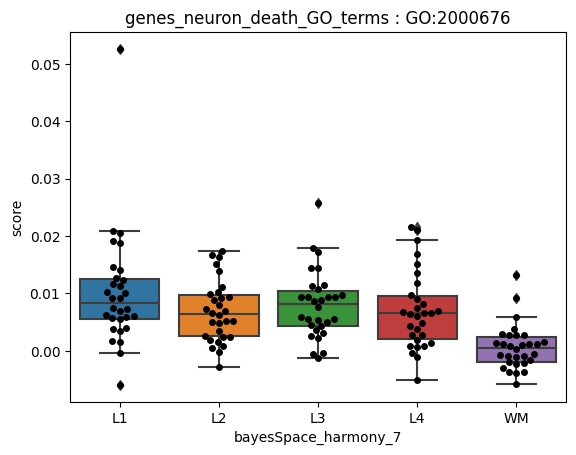 genes_neuron_death_GO_terms : GO:2000676
0.05
0.04
0.03
0.02
0.01
0.00
score
L1 L2 L3 L4 WM
bayesSpace_harmony_7